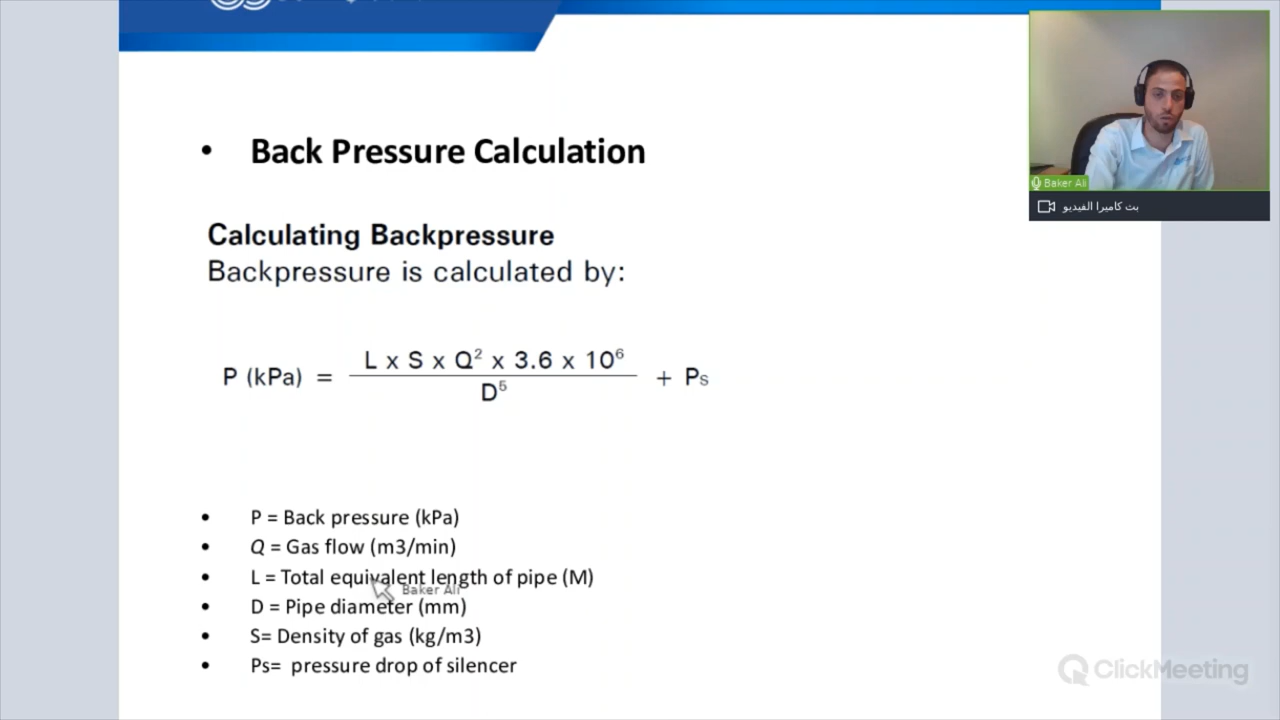 • Back Pressure Calculation
Baker Ali
بث كاميرا الفيديو
Calculating Backpressure
Backpressure is calculated by:
P (kPa) = L x S x Q² x 3.6 x 10⁶ / D⁵ + Ps
• P = Back pressure (kPa)
• Q = Gas flow (m3/min)
• L = Total equivalent length of pipe (M)
Baker Ali
• D = Pipe diameter (mm)
• S= Density of gas (kg/m3)
• Ps= pressure drop of silencer
ClickMeeting